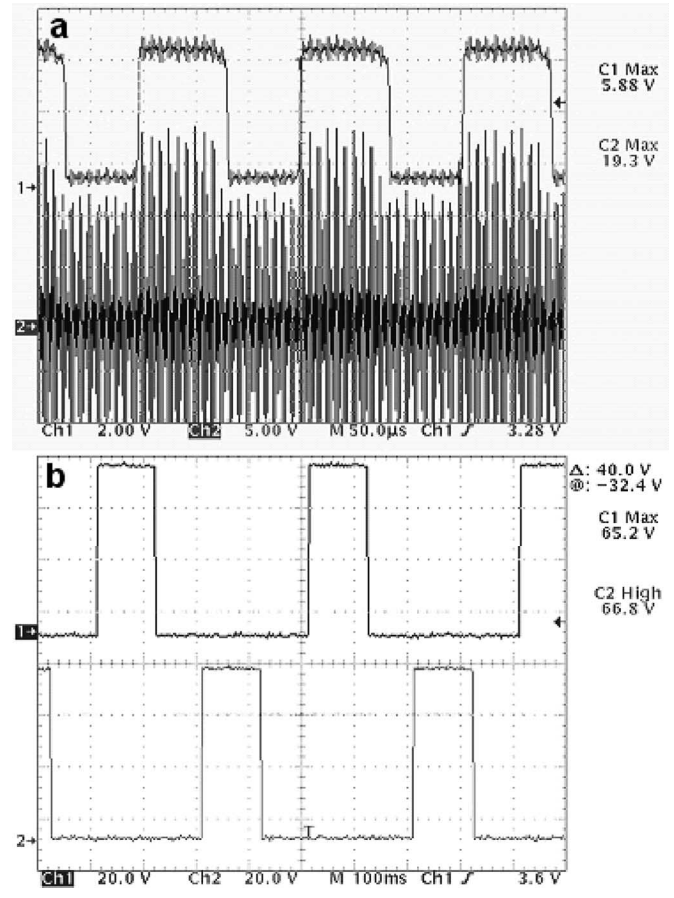 a
C1 Max
5.88 V
C2 Max
19.3 V
1→
2→
Ch1 2.00 V Ch2 5.00 V M 50.0µs Ch1 ƒ 3.28 V
b
Δ: 40.0 V
@: −32.4 V
C1 Max
65.2 V
C2 High
66.8 V
1→
T
2→
Ch1 20.0 V Ch2 20.0 V M 100ms Ch1 ƒ 3.6 V